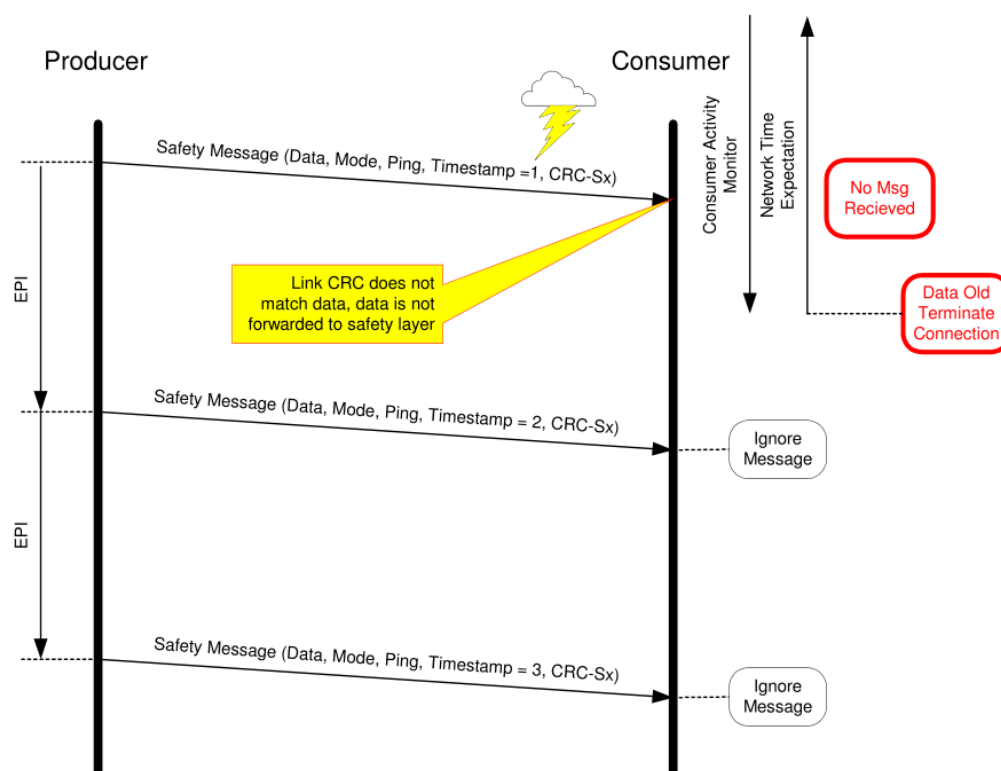 Producer
Consumer
Consumer Activity
Monitor
Network Time
Expectation
Safety Message (Data, Mode, Ping, Timestamp =1, CRC-Sx)
No Msg
Recieved
EPI
Link CRC does not
match data, data is not
forwarded to safety layer
Data Old
Terminate
Connection
Safety Message (Data, Mode, Ping, Timestamp = 2, CRC-Sx)
Ignore
Message
EPI
Safety Message (Data, Mode, Ping, Timestamp = 3, CRC-Sx)
Ignore
Message